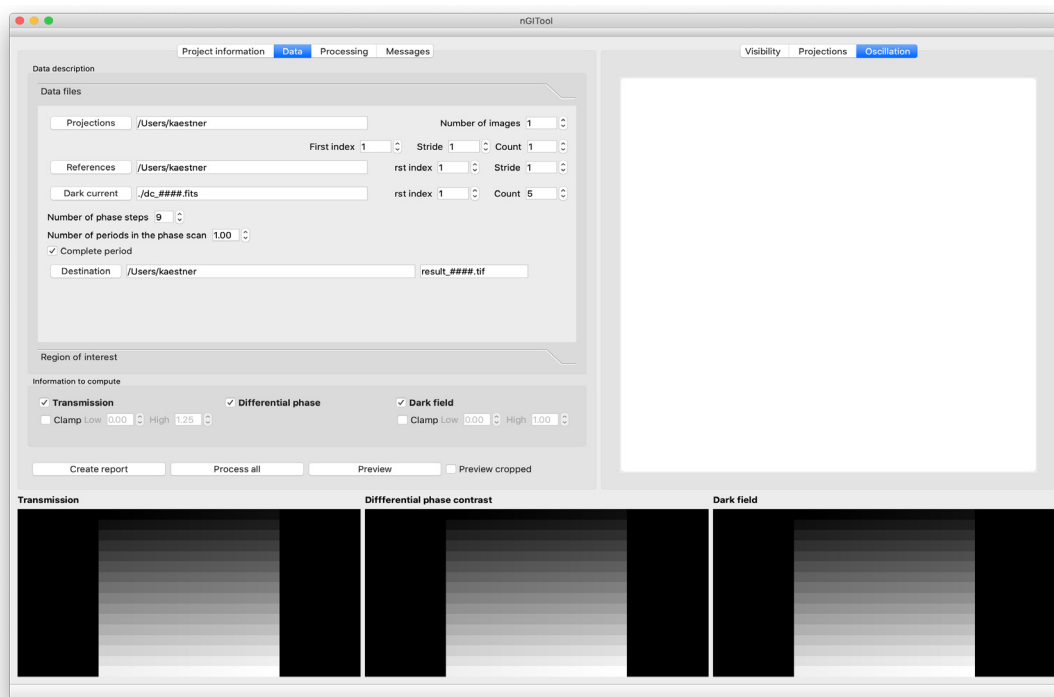 nGITool
Project information Data Processing Messages
Visibility Projections Oscillation
Data description
Data files
Projections /Users/kaestner Number of images 1
First index 1 Stride 1 Count 1
References /Users/kaestner rst index 1 Stride 1
Dark current ./dc_####.fits rst index 1 Count 5
Number of phase steps 9
Number of periods in the phase scan 1.00
Complete period
Destination /Users/kaestner result_####.tif
Region of interest
Information to compute
Transmission Differential phase Dark field
Clamp Low 0.00 High 1.25 Clamp Low 0.00 High 1.00
Create report Process all Preview Preview cropped
Transmission Diffferential phase contrast Dark field